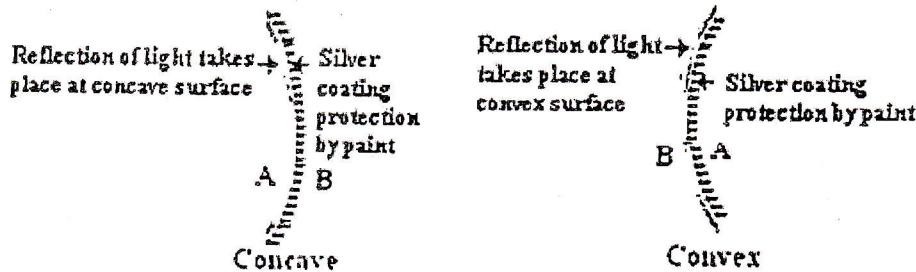 Reflection of light takes
place at concave surface
Silver
coating
protection
by paint
A
B
Concave
Reflection of light
takes place at
convex surface
Silver coating
protection by paint
B
A
Convex